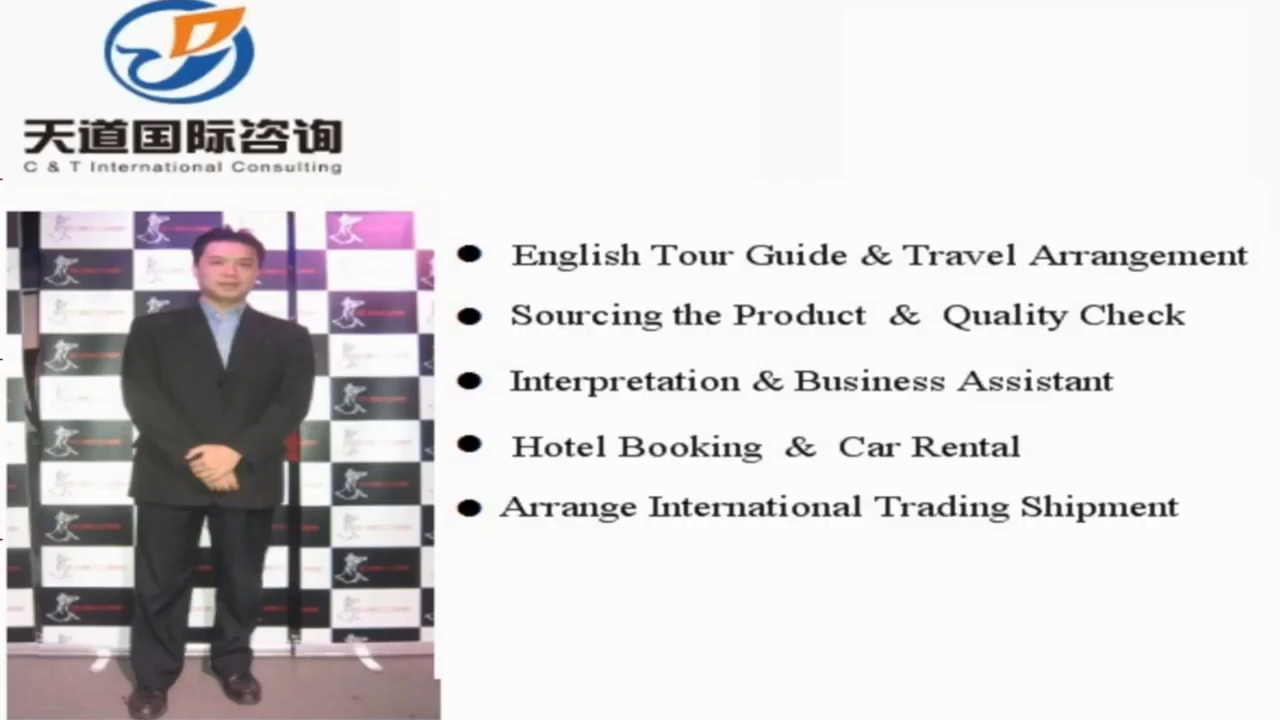 天道国际咨询
C & T International Consulting
● English Tour Guide & Travel Arrangement
● Sourcing the Product & Quality Check
● Interpretation & Business Assistant
● Hotel Booking & Car Rental
● Arrange International Trading Shipment